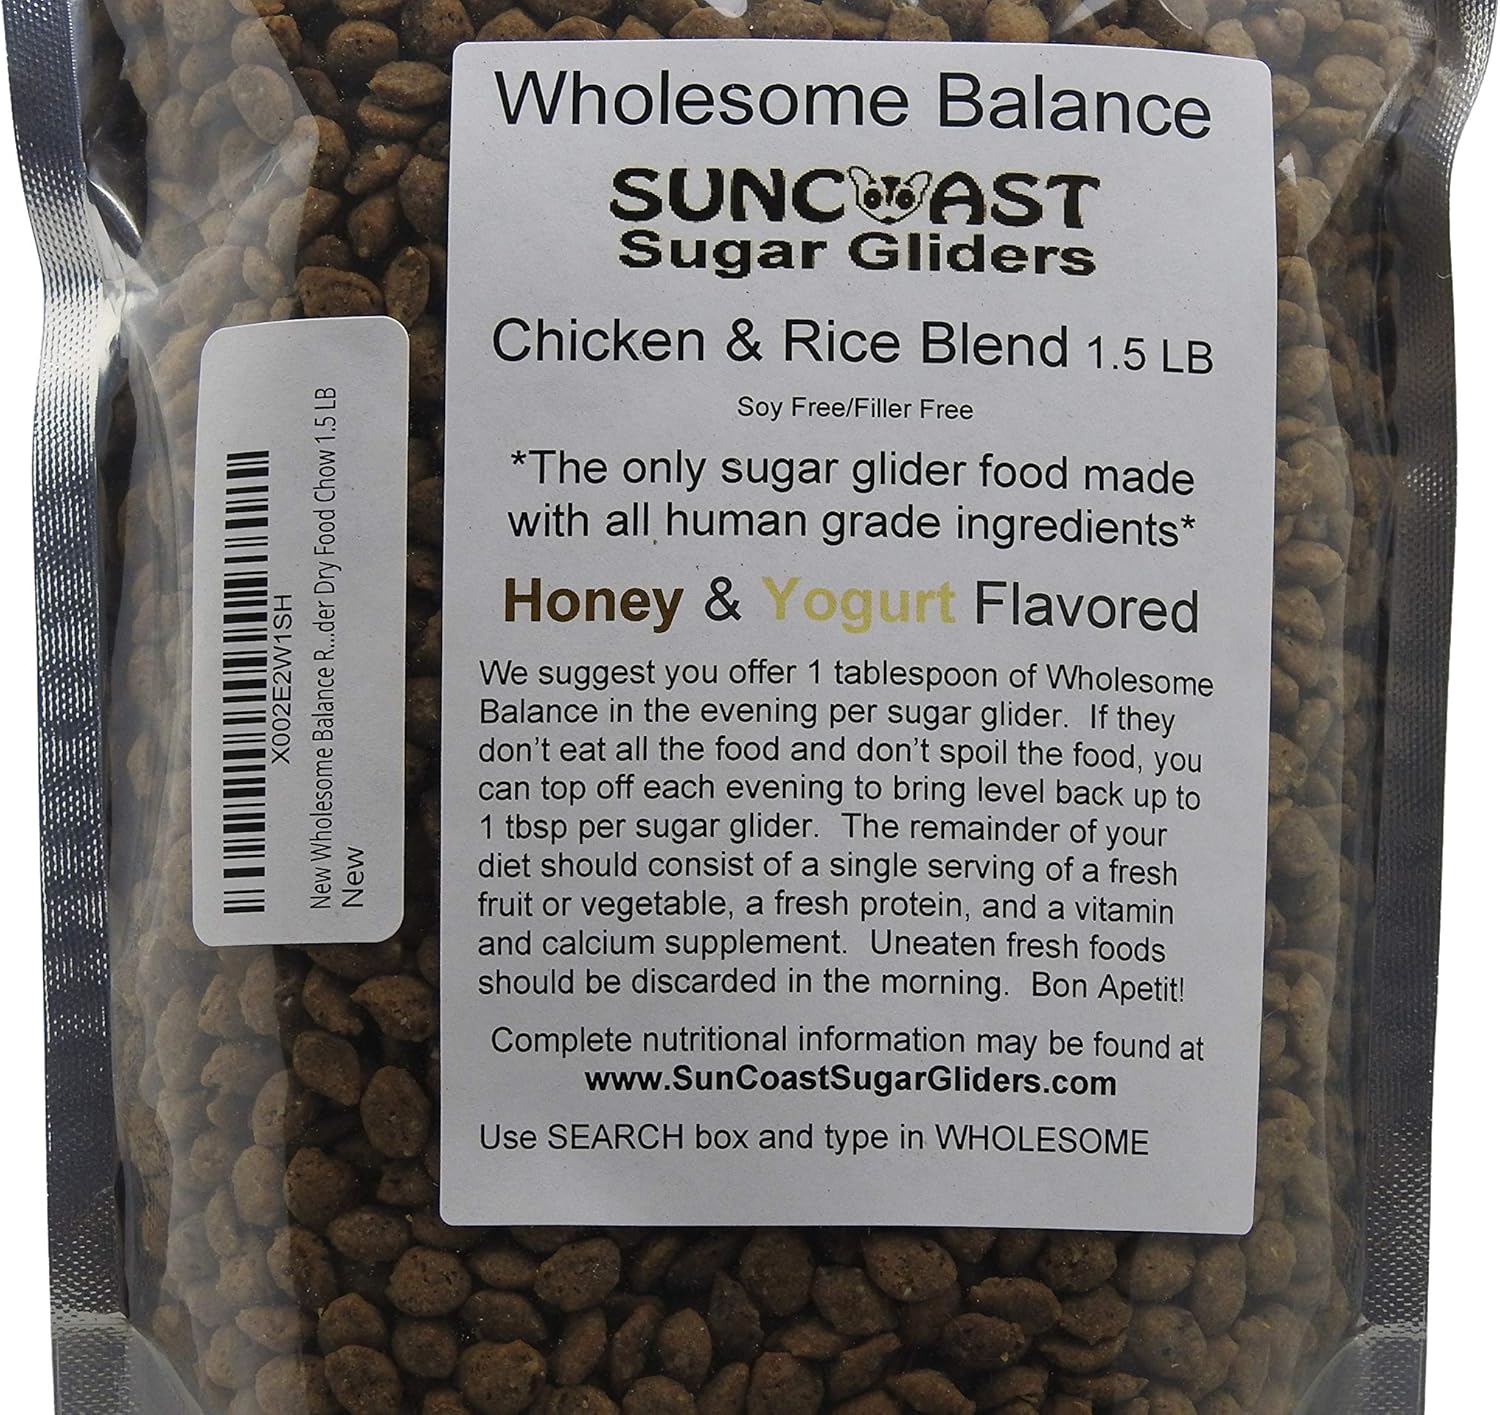 Wholesome Balance
SUNCOAST
Sugar Gliders
Chicken & Rice Blend 1.5 LB
Soy Free/Filler Free
*The only sugar glider food made
with all human grade ingredients*
Honey & Yogurt Flavored
We suggest you offer 1 tablespoon of Wholesome
Balance in the evening per sugar glider.  If they
don't eat all the food and don't spoil the food, you
can top off each evening to bring level back up to
1 tbsp per sugar glider.  The remainder of your
diet should consist of a single serving of a fresh
fruit or vegetable, a fresh protein, and a vitamin
and calcium supplement.  Uneaten fresh foods
should be discarded in the morning.  Bon Apetit!
Complete nutritional information may be found at
www.SunCoastSugarGliders.com
Use SEARCH box and type in WHOLESOME
X002E2W1SH
New Wholesome Balance R...der Dry Food Chow 1.5 LB
New